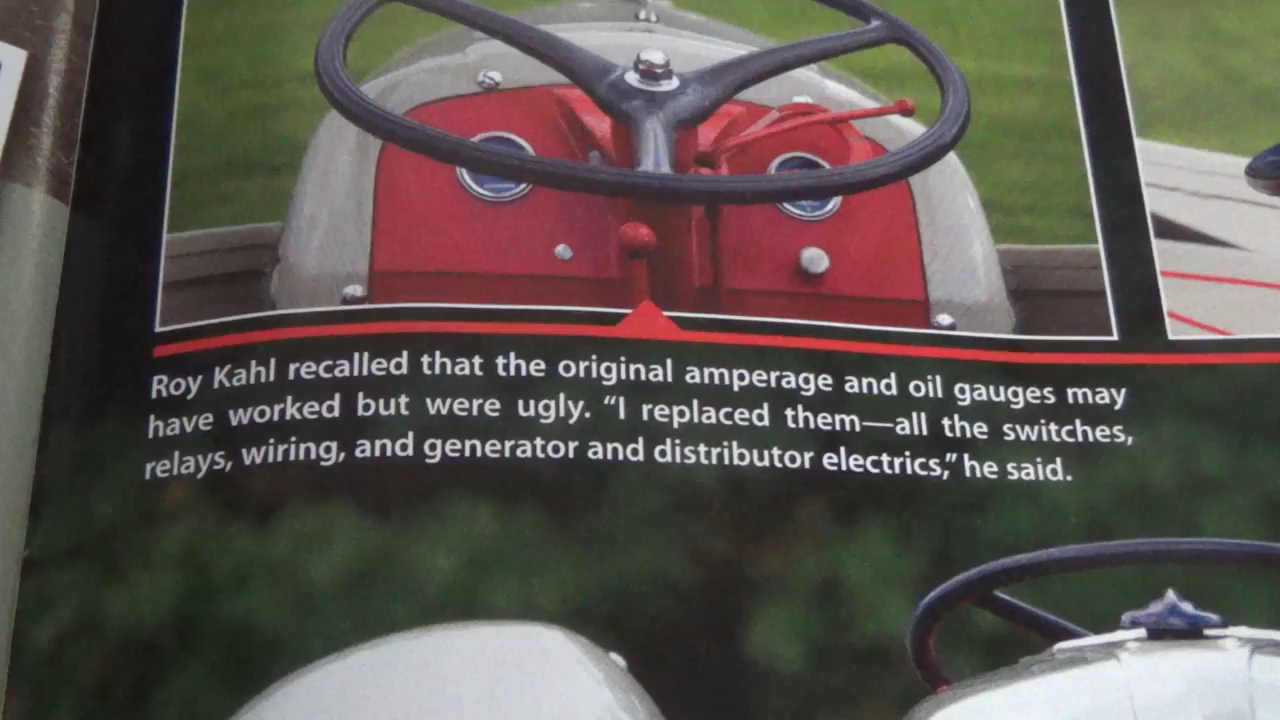 Roy Kahl recalled that the original amperage and oil gauges may
have worked but were ugly. “I replaced them—all the switches,
relays, wiring, and generator and distributor electrics,” he said.